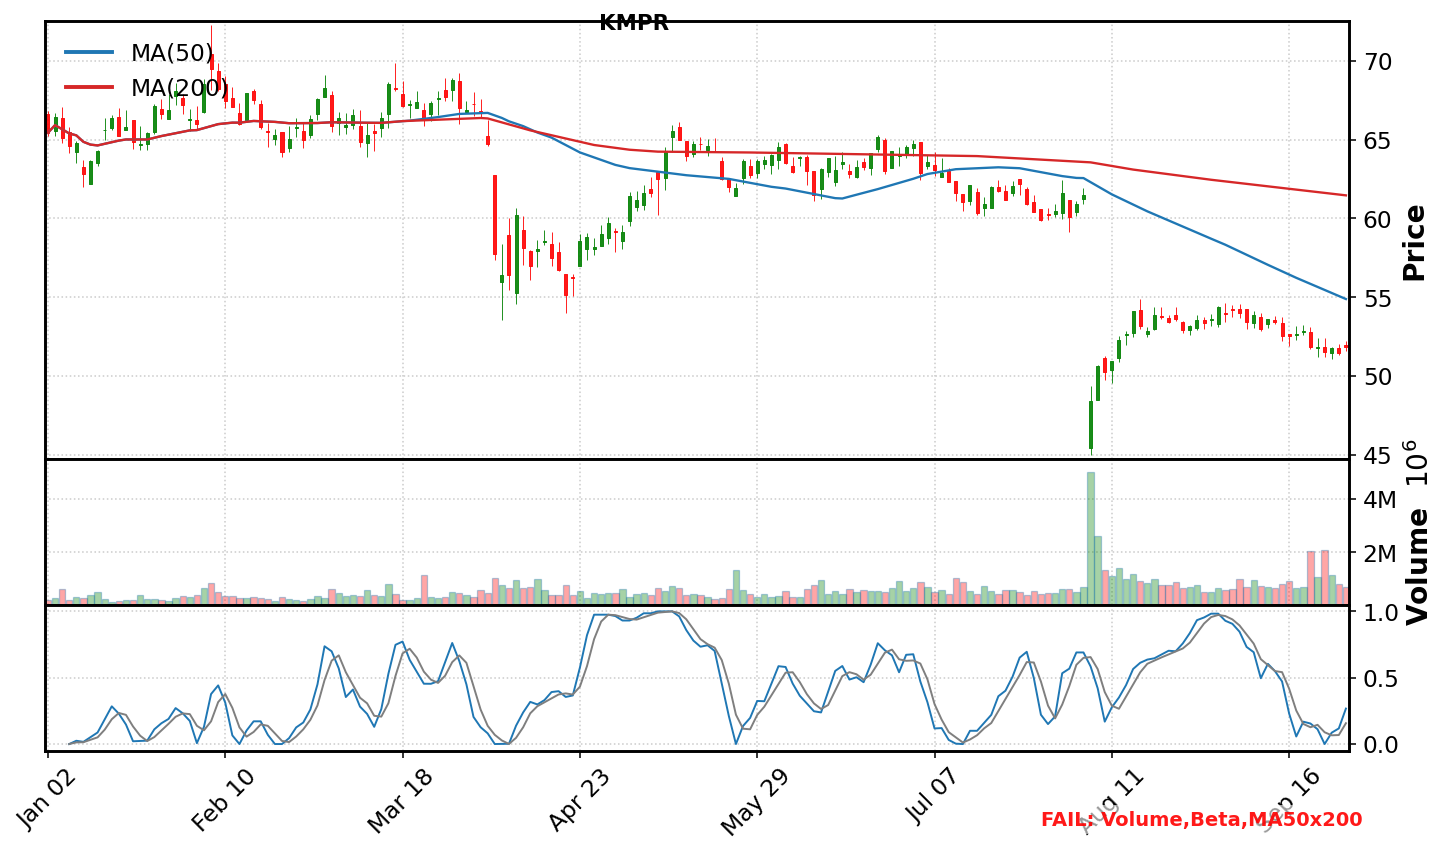 KMPR
MA(50)
MA(200)
70
65
60
55
50
45
Price
4M
2M
Volume 10^6
1.0
0.5
0.0
Jan 02
Feb 10
Mar 18
Apr 23
May 29
Jul 07
Aug 11
Sep 16
FAIL: Volume,Beta,MA50x200